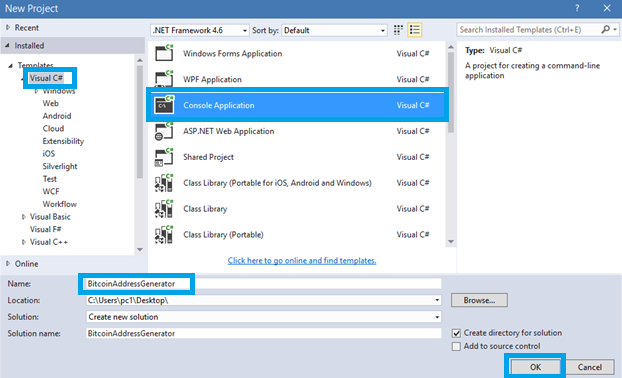 New Project
? ×
Recent
.NET Framework 4.6
Sort by: Default
Search Installed Templates (Ctrl+E)
Installed
Templates
Visual C#
Windows
Web
Android
Cloud
Extensibility
iOS
Silverlight
Test
WCF
Workflow
Visual Basic
Visual F#
Visual C++
Online
Windows Forms Application Visual C#
WPF Application Visual C#
Console Application Visual C#
ASP.NET Web Application Visual C#
Shared Project Visual C#
Class Library (Portable for iOS, Android and Windows) Visual C#
Class Library Visual C#
Class Library (Portable) Visual C#
Click here to go online and find templates.
Type: Visual C#
A project for creating a command-line
application
Name: BitcoinAddressGenerator
Location: C:\Users\pc1\Desktop\
Browse...
Solution: Create new solution
Solution name: BitcoinAddressGenerator
Create directory for solution
Add to source control
OK
Cancel